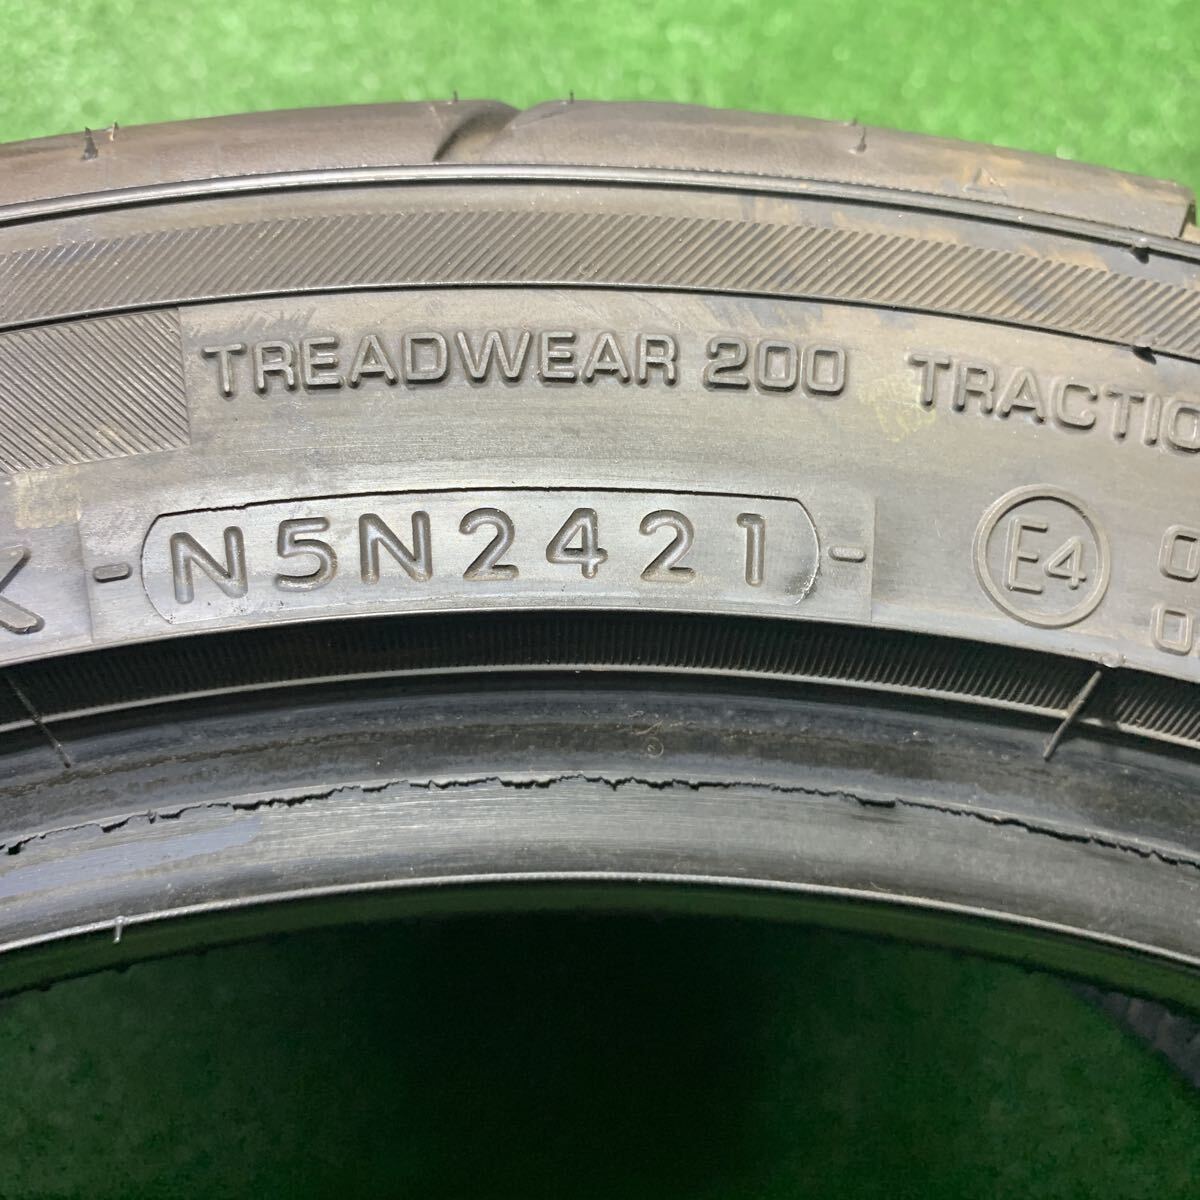 TREADWEAR 200 TRACTIO
- N5N2421 -
E4